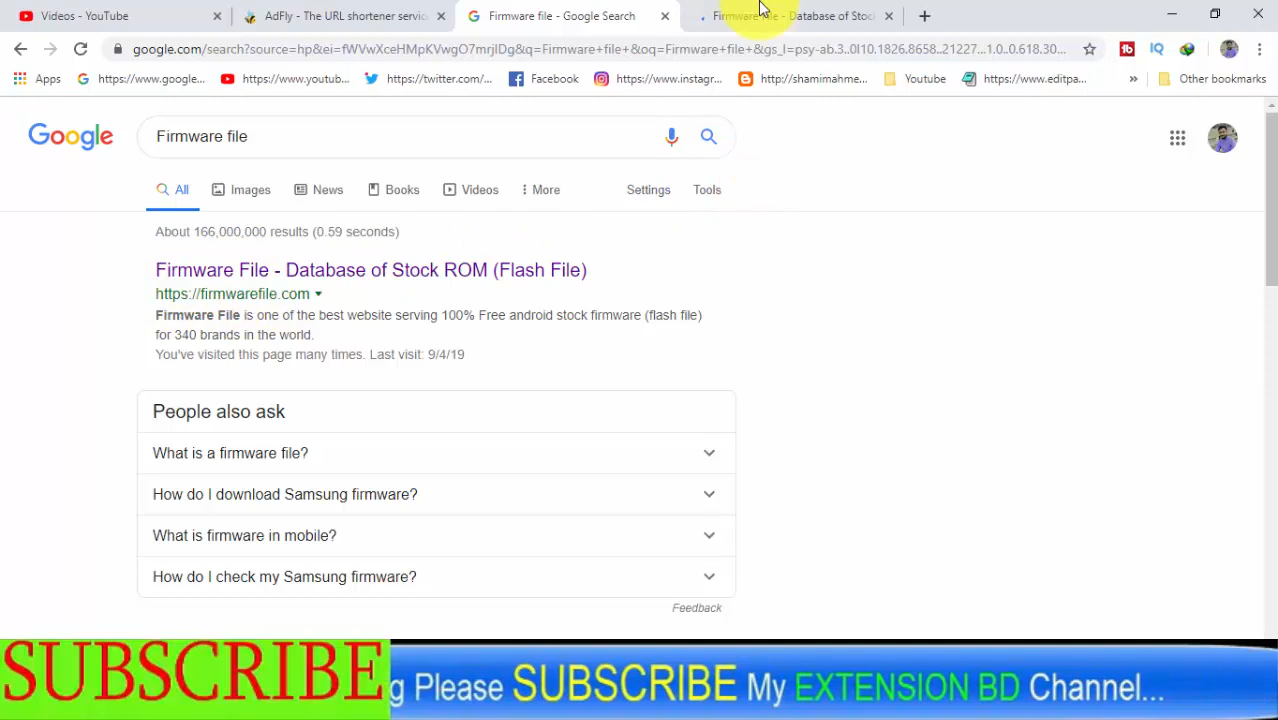 Videos - YouTube
AdFly - The URL shortener servic
Firmware file - Google Search
Firmware File - Database of Stoc
google.com/search?source=hp&ei=fWVwXceHMpKVwgO7mrjlDg&q=Firmware+file+&oq=Firmware+file+&gs_l=psy-ab.3..0l10.1826.8658..21227...1.0..0.618.30...
Apps
https://www.google...
https://www.youtub...
https://twitter.com/...
Facebook
https://www.instagr...
http://shamimahme...
Youtube
https://www.editpa...
»
Other bookmarks
Google
Firmware file
All
Images
News
Books
Videos
More
Settings
Tools
About 166,000,000 results (0.59 seconds)
Firmware File - Database of Stock ROM (Flash File)
https://firmwarefile.com
Firmware File is one of the best website serving 100% Free android stock firmware (flash file)
for 340 brands in the world.
You've visited this page many times. Last visit: 9/4/19
People also ask
What is a firmware file?
How do I download Samsung firmware?
What is firmware in mobile?
How do I check my Samsung firmware?
Feedback
SUBSCRIBE
g Please SUBSCRIBE My EXTENSION BD Channel...